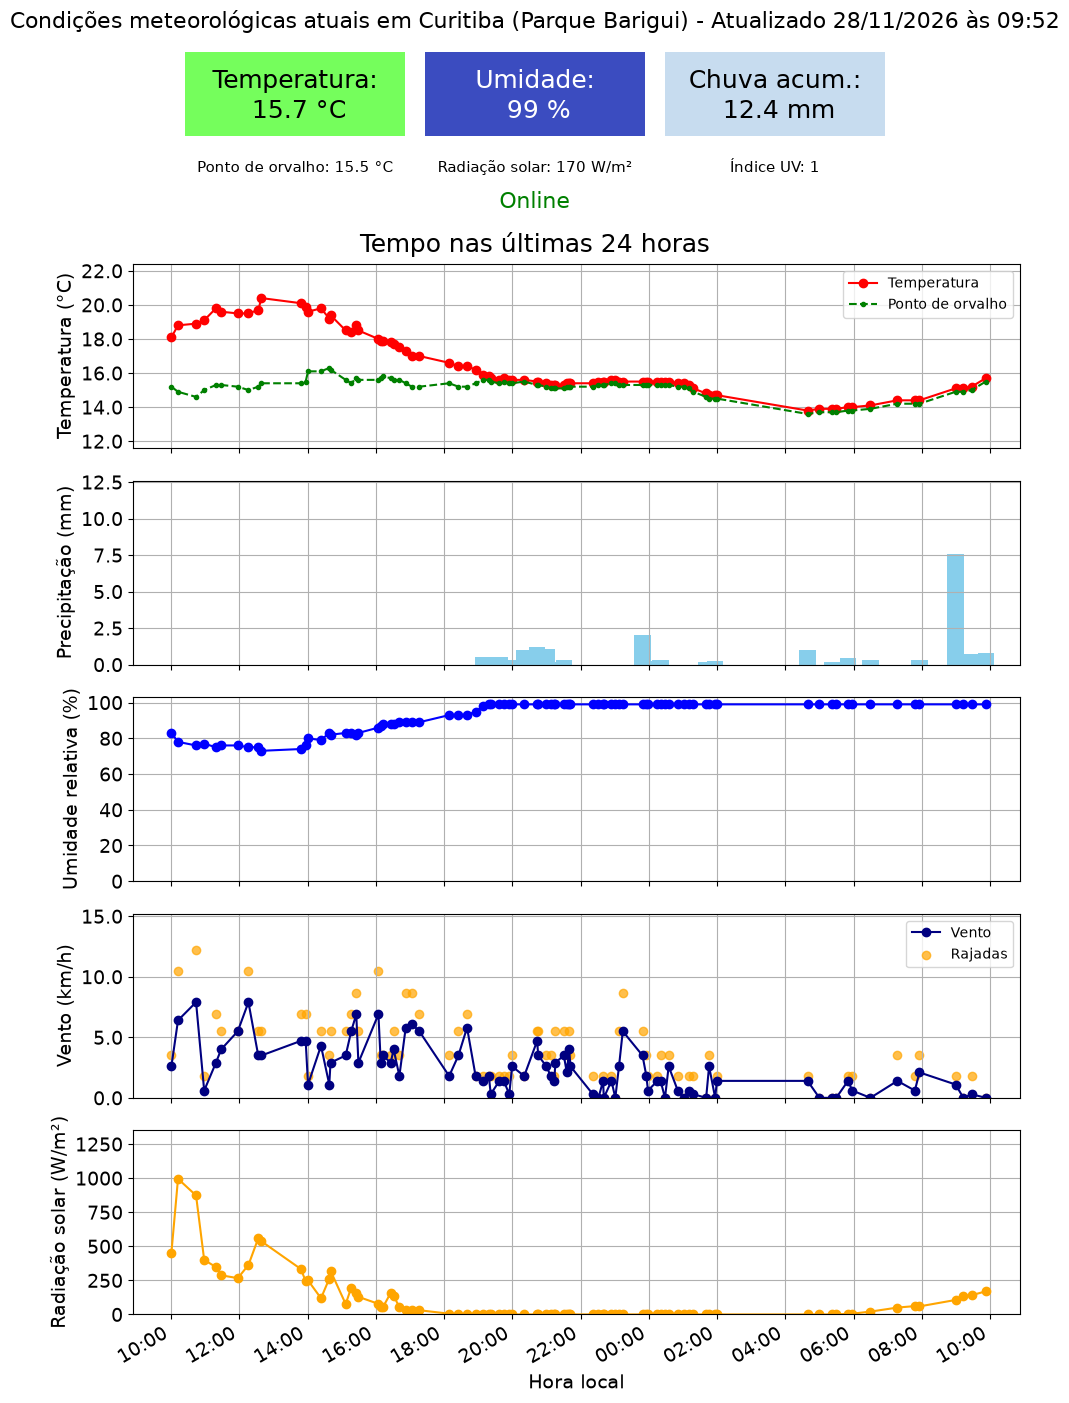 Condições meteorológicas atuais em Curitiba (Parque Barigui) - Atualizado 28/11/2026 às 09:52
Temperatura:
15.7 °C
Umidade:
99 %
Chuva acum.:
12.4 mm
Ponto de orvalho: 15.5 °C
Radiação solar: 170 W/m²
Índice UV: 1
Online
Tempo nas últimas 24 horas
Temperatura (°C)
22.0
20.0
18.0
16.0
14.0
12.0
Temperatura
Ponto de orvalho
Precipitação (mm)
12.5
10.0
7.5
5.0
2.5
0.0
Umidade relativa (%)
100
80
60
40
20
0
Vento (km/h)
15.0
10.0
5.0
0.0
Vento
Rajadas
Radiação solar (W/m²)
1250
1000
750
500
250
0
10:00
12:00
14:00
16:00
18:00
20:00
22:00
00:00
02:00
04:00
06:00
08:00
10:00
Hora local